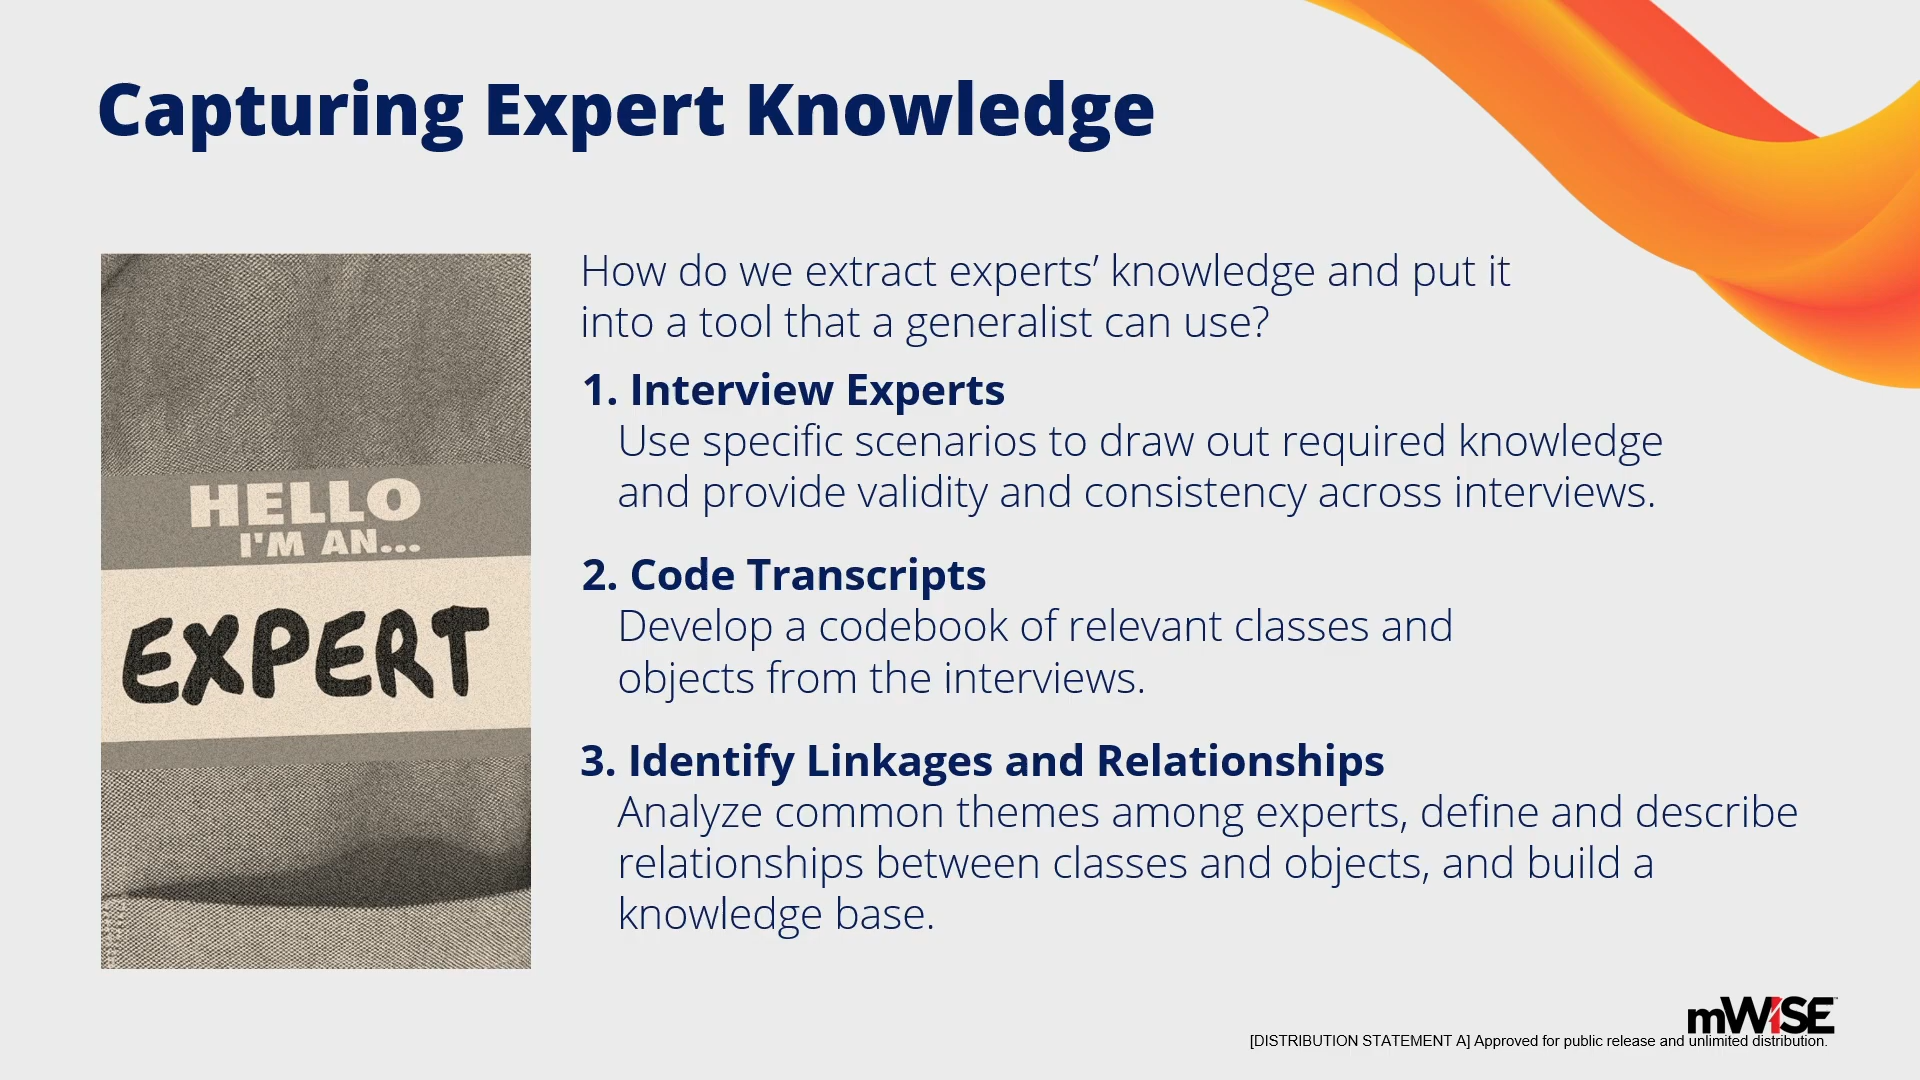 Capturing Expert Knowledge
HELLO
I'M AN...
EXPERT
How do we extract experts’ knowledge and put it
into a tool that a generalist can use?
1. Interview Experts
Use specific scenarios to draw out required knowledge
and provide validity and consistency across interviews.
2. Code Transcripts
Develop a codebook of relevant classes and
objects from the interviews.
3. Identify Linkages and Relationships
Analyze common themes among experts, define and describe
relationships between classes and objects, and build a
knowledge base.
mWISE™
[DISTRIBUTION STATEMENT A] Approved for public release and unlimited distribution.